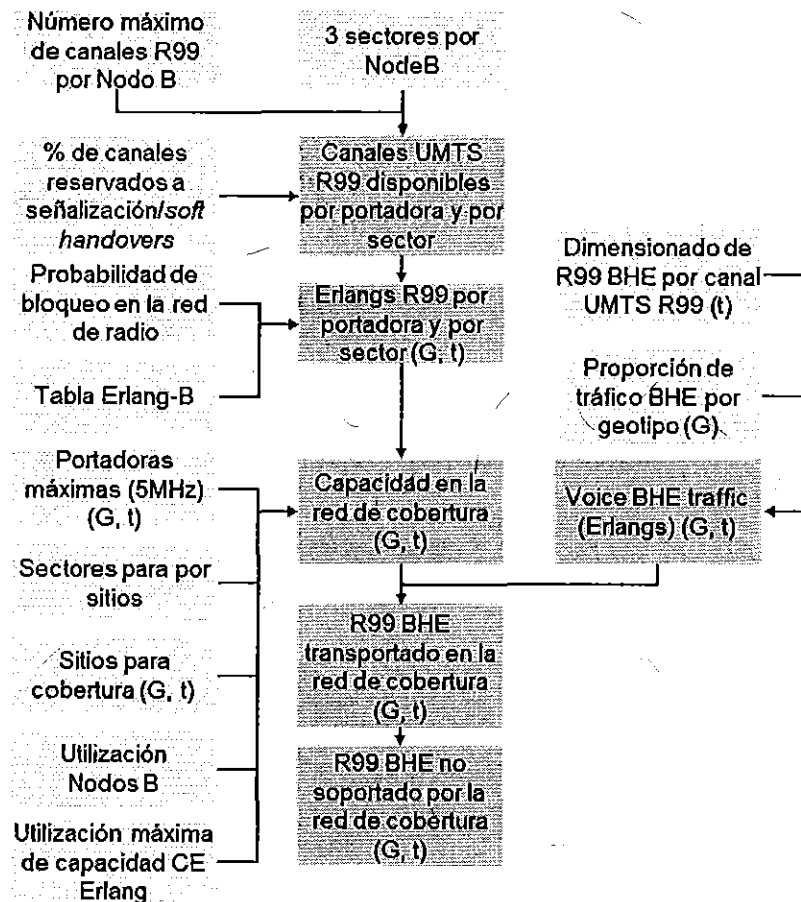 Número máximo
de canales R99
por Nodo B
3 sectores por
NodeB
% de canales
reservados a
señalización/soft
handovers
Canales UMTS
R99 disponibles
por portadora y por
sector
Probabilidad de
bloqueo en la red
de radio
Tabla Erlang-B
Erlangs R99 por
portadora y por
sector (G, t)
Dimensionado de
R99 BHE por canal
UMTS R99 (t)
Proporción de
tráfico BHE por
geotipo (G)
Portadoras
máximas (5MHz)
(G, t)
Sectores para por
sitios
Sitios para
cobertura (G, t)
Utilización
Nodos B
Utilización máxima
de capacidad CE
Erlang
Capacidad en la
red de cobertura
(G, t)
Voice BHE traffic
(Erlangs) (G, t)
R99 BHE
transportado en la
red de cobertura
(G, t)
R99 BHE no
soportado por la
red de cobertura
(G, t)